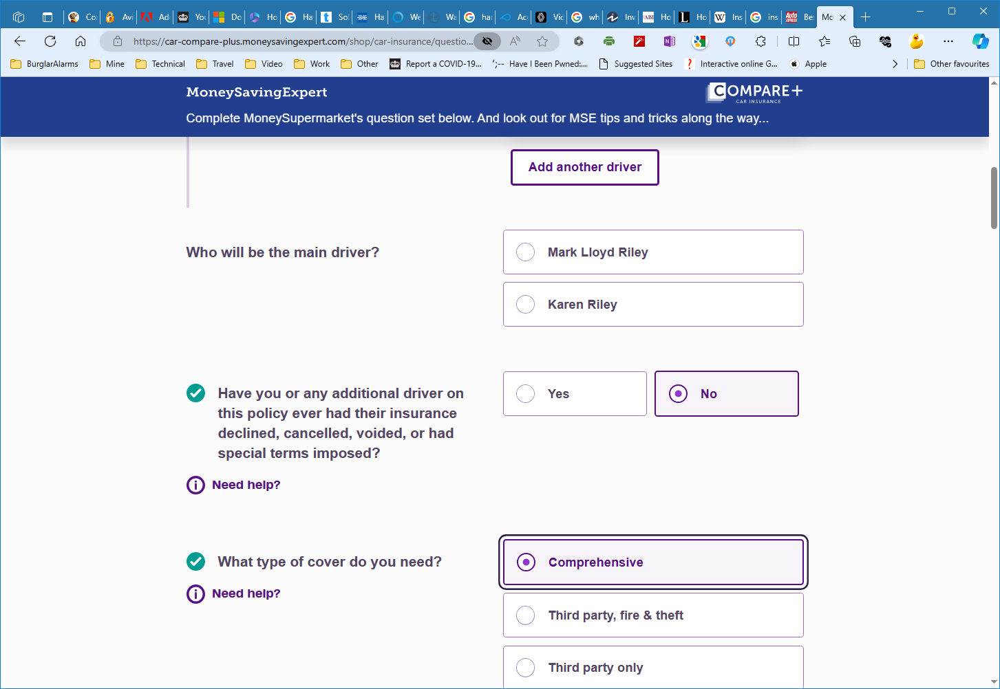 Co
Avi
Ad
Yo
Do
Ho
Ha
So
Ha
We
Wa
har
Acc
Vic
wh
Inv
Ho
Ho
Ins
ins
Be
Mo
https://car-compare-plus.moneysavingexpert.com/shop/car-insurance/questio...
BurglarAlarms
Mine
Technical
Travel
Video
Work
Other
Report a COVID-19...
Have I Been Pwned:...
Suggested Sites
Interactive online G...
Apple
Other favourites
MoneySavingExpert
COMPARE+
CAR INSURANCE
Complete MoneySupermarket's question set below. And look out for MSE tips and tricks along the way...
Add another driver
Who will be the main driver?
Mark Lloyd Riley
Karen Riley
Have you or any additional driver on
this policy ever had their insurance
declined, cancelled, voided, or had
special terms imposed?
Yes
No
Need help?
What type of cover do you need?
Comprehensive
Need help?
Third party, fire & theft
Third party only